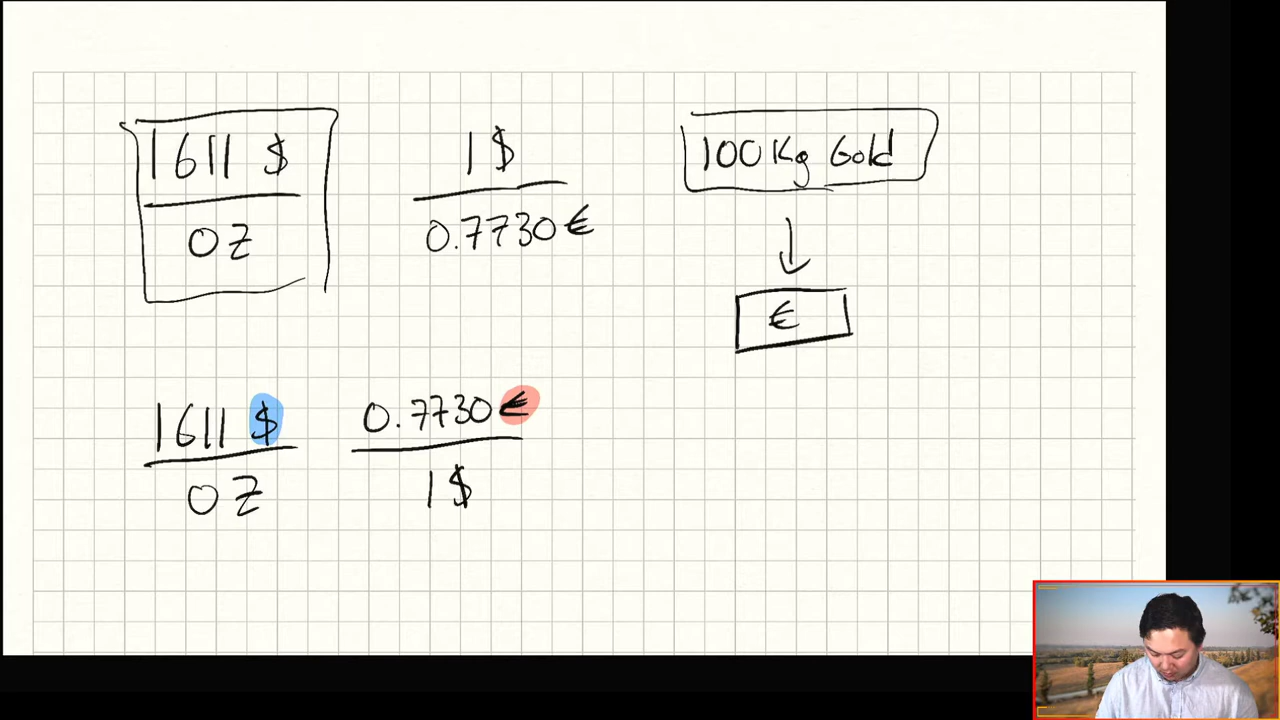 1611 $
OZ
1 $
0.7730 €
100 Kg Gold
€
1611 $
OZ
0.7730 €
1 $